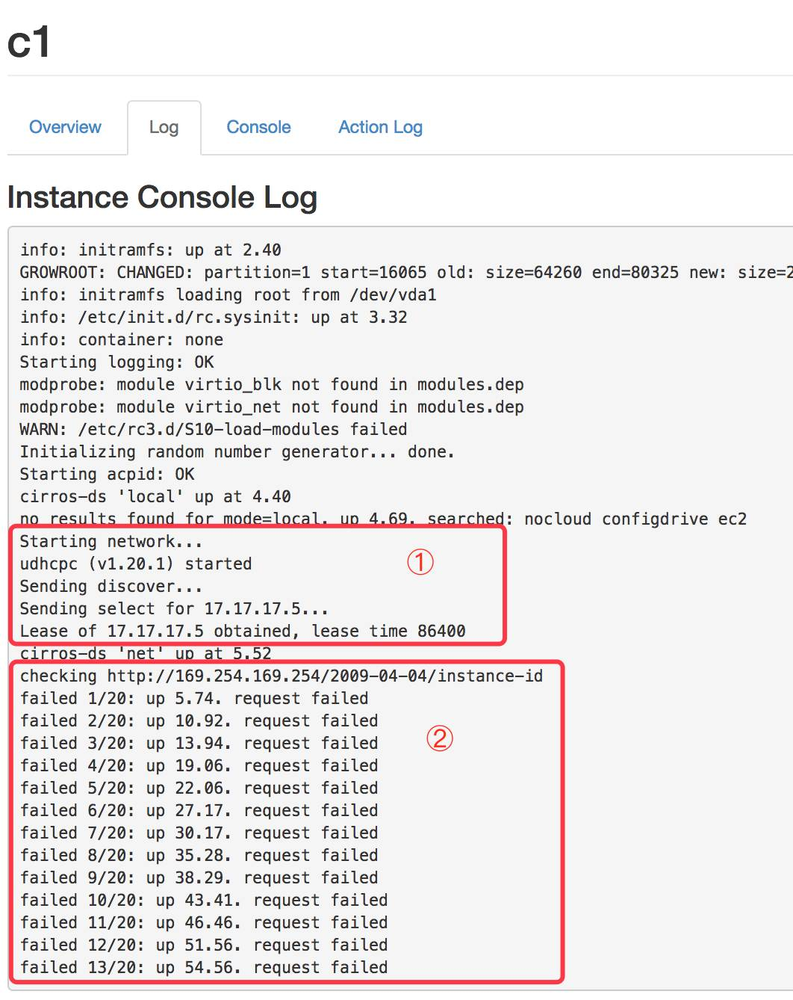 c1
Overview Log Console Action Log
Instance Console Log
info: initramfs: up at 2.40
GROWROOT: CHANGED: partition=1 start=16065 old: size=64260 end=80325 new: size=2
info: initramfs loading root from /dev/vda1
info: /etc/init.d/rc.sysinit: up at 3.32
info: container: none
Starting logging: OK
modprobe: module virtio_blk not found in modules.dep
modprobe: module virtio_net not found in modules.dep
WARN: /etc/rc3.d/S10-load-modules failed
Initializing random number generator... done.
Starting acpid: OK
cirros-ds 'local' up at 4.40
no results found for mode=local. up 4.69. searched: nocloud configdrive ec2
Starting network...
udhcpc (v1.20.1) started ①
Sending discover...
Sending select for 17.17.17.5...
Lease of 17.17.17.5 obtained, lease time 86400
cirros-ds 'net' up at 5.52
checking http://169.254.169.254/2009-04-04/instance-id
failed 1/20: up 5.74. request failed
failed 2/20: up 10.92. request failed
failed 3/20: up 13.94. request failed ②
failed 4/20: up 19.06. request failed
failed 5/20: up 22.06. request failed
failed 6/20: up 27.17. request failed
failed 7/20: up 30.17. request failed
failed 8/20: up 35.28. request failed
failed 9/20: up 38.29. request failed
failed 10/20: up 43.41. request failed
failed 11/20: up 46.46. request failed
failed 12/20: up 51.56. request failed
failed 13/20: up 54.56. request failed